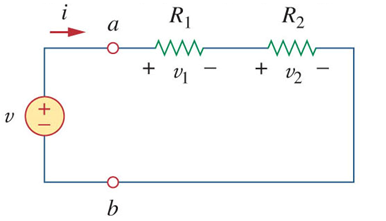 i a R₁ R₂
+ v₁ − + v₂ −
v + −
b